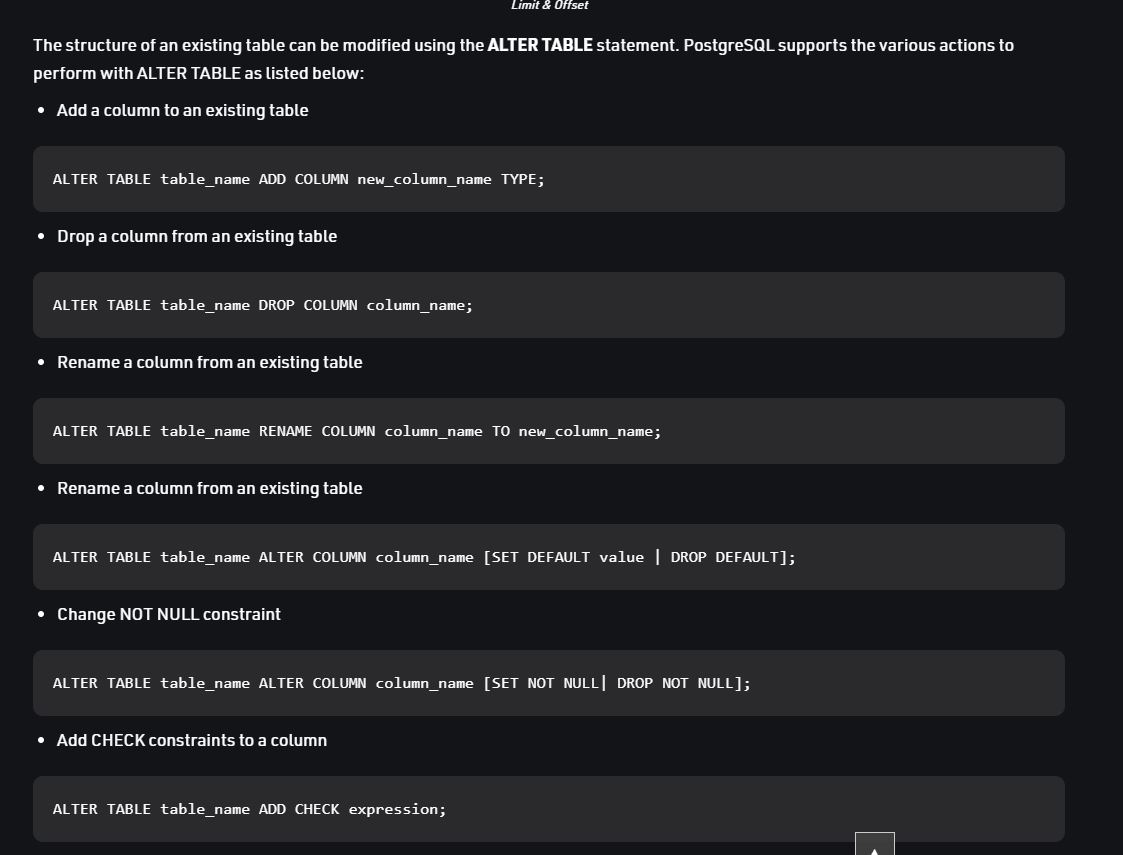 Limit & Offset
The structure of an existing table can be modified using the ALTER TABLE statement. PostgreSQL supports the various actions to
perform with ALTER TABLE as listed below:
• Add a column to an existing table
ALTER TABLE table_name ADD COLUMN new_column_name TYPE;
• Drop a column from an existing table
ALTER TABLE table_name DROP COLUMN column_name;
• Rename a column from an existing table
ALTER TABLE table_name RENAME COLUMN column_name TO new_column_name;
• Rename a column from an existing table
ALTER TABLE table_name ALTER COLUMN column_name [SET DEFAULT value | DROP DEFAULT];
• Change NOT NULL constraint
ALTER TABLE table_name ALTER COLUMN column_name [SET NOT NULL| DROP NOT NULL];
• Add CHECK constraints to a column
ALTER TABLE table_name ADD CHECK expression;